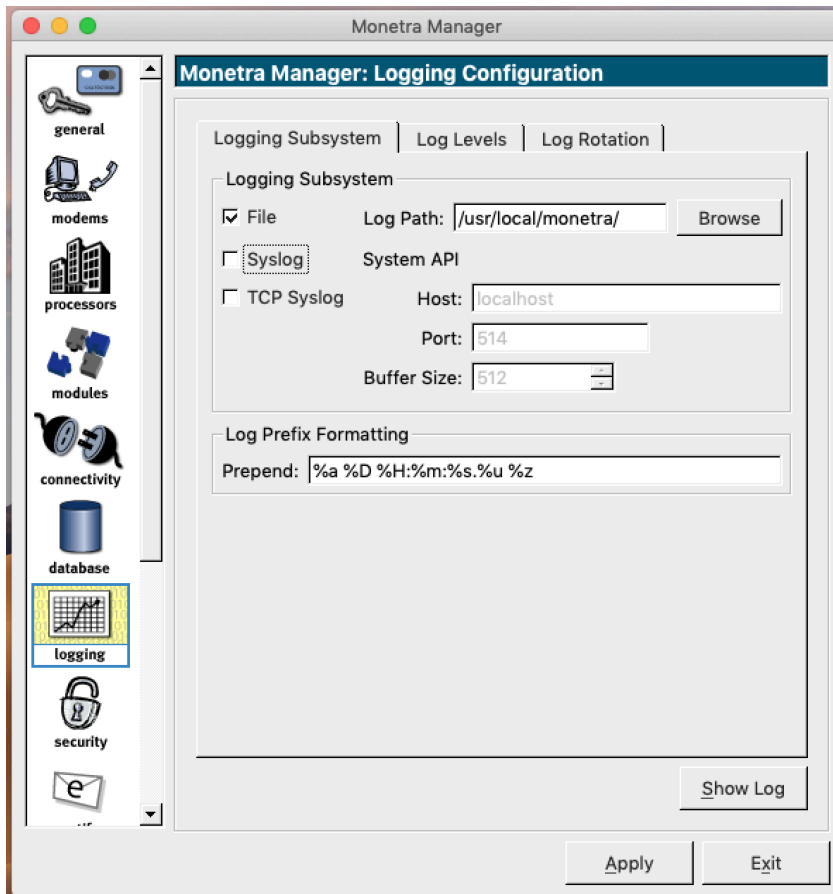 Monetra Manager
general
modems
processors
modules
connectivity
database
logging
security
e
Monetra Manager: Logging Configuration
Logging Subsystem
Log Levels
Log Rotation
Logging Subsystem
File
Log Path: /usr/local/monetra/
Browse
Syslog
System API
TCP Syslog
Host: localhost
Port: 514
Buffer Size: 512
Log Prefix Formatting
Prepend: %a %D %H:%m:%s.%u %z
Show Log
Apply
Exit